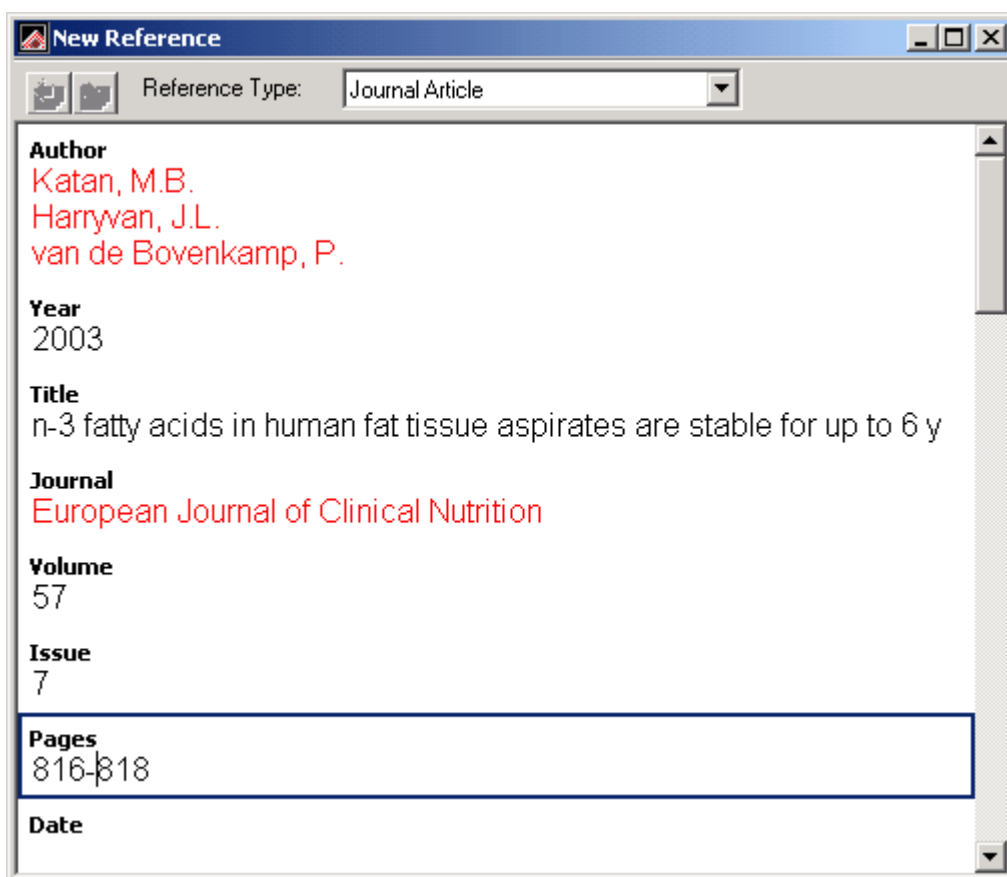 New Reference
Reference Type: Journal Article
Author
Katan, M.B.
Harryvan, J.L.
van de Bovenkamp, P.
Year
2003
Title
n-3 fatty acids in human fat tissue aspirates are stable for up to 6 y
Journal
European Journal of Clinical Nutrition
Volume
57
Issue
7
Pages
816-818
Date